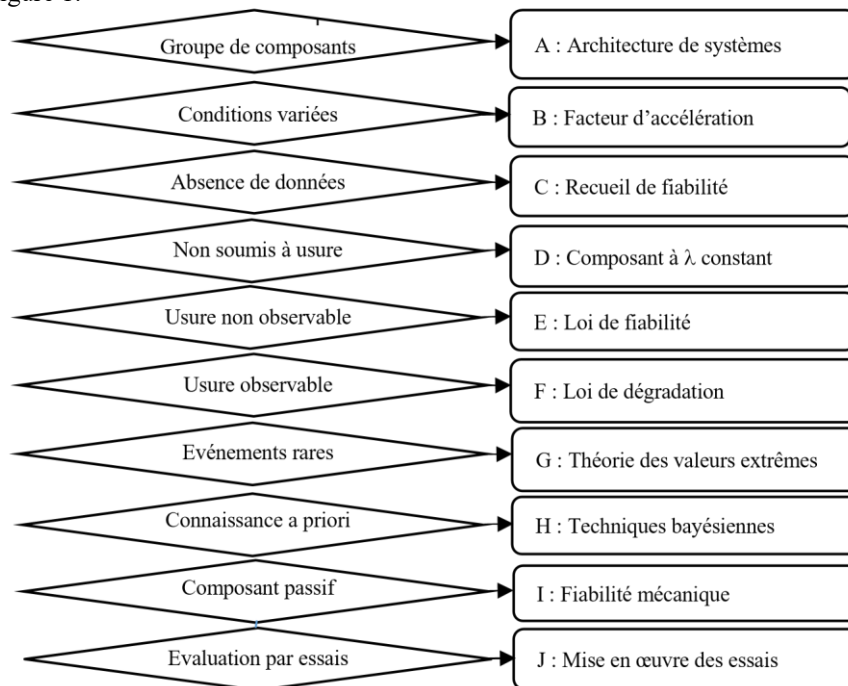 Groupe de composants
A : Architecture de systèmes
Conditions variées
B : Facteur d’accélération
Absence de données
C : Recueil de fiabilité
Non soumis à usure
D : Composant à λ constant
Usure non observable
E : Loi de fiabilité
Usure observable
F : Loi de dégradation
Evénements rares
G : Théorie des valeurs extrêmes
Connaissance a priori
H : Techniques bayésiennes
Composant passif
I : Fiabilité mécanique
Evaluation par essais
J : Mise en œuvre des essais